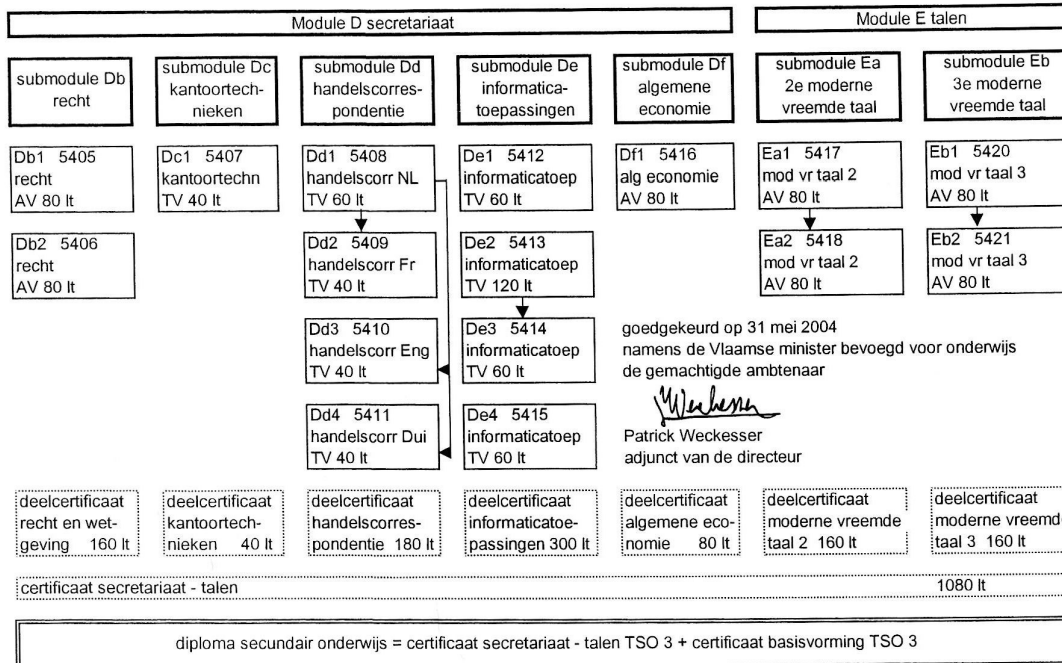 Module D secretariaat
Module E talen
submodule Db
recht
submodule Dc
kantoortech-
nieken
submodule Dd
handelscorres-
pondentie
submodule De
informatica-
toepassingen
submodule Df
algemene
economie
submodule Ea
2e moderne
vreemde taal
submodule Eb
3e moderne
vreemde taal
Db1 5405
recht
AV 80 lt
Dc1 5407
kantoortechn
TV 40 lt
Dd1 5408
handelscorr NL
TV 60 lt
De1 5412
informaticatoep
TV 60 lt
Df1 5416
alg economie
AV 80 lt
Ea1 5417
mod vr taal 2
AV 80 lt
Eb1 5420
mod vr taal 3
AV 80 lt
Db2 5406
recht
AV 80 lt
Dd2 5409
handelscorr Fr
TV 40 lt
De2 5413
informaticatoep
TV 120 lt
Ea2 5418
mod vr taal 2
AV 80 lt
Eb2 5421
mod vr taal 3
AV 80 lt
Dd3 5410
handelscorr Eng
TV 40 lt
De3 5414
informaticatoep
TV 60 lt
Dd4 5411
handelscorr Dui
TV 40 lt
De4 5415
informaticatoep
TV 60 lt
goedgekeurd op 31 mei 2004
namens de Vlaamse minister bevoegd voor onderwijs
de gemachtigde ambtenaar
Weckesser
Patrick Weckesser
adjunct van de directeur
deelcertificaat
recht en wet-
geving 160 lt
deelcertificaat
kantoortech-
nieken 40 lt
deelcertificaat
handelscorres-
pondentie 180 lt
deelcertificaat
informaticatoe-
passingen 300 lt
deelcertificaat
algemene eco-
nomie 80 lt
deelcertificaat
moderne vreemde
taal 2 160 lt
deelcertificaat
moderne vreemd
taal 3 160 lt
certificaat secretariaat - talen 1080 lt
diploma secundair onderwijs = certificaat secretariaat - talen TSO 3 + certificaat basisvorming TSO 3